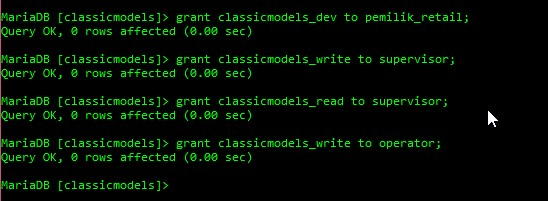 MariaDB [classicmodels]> grant classicmodels_dev to pemilik_retail;
Query OK, 0 rows affected (0.00 sec)
MariaDB [classicmodels]> grant classicmodels_write to supervisor;
Query OK, 0 rows affected (0.00 sec)
MariaDB [classicmodels]> grant classicmodels_read to supervisor;
Query OK, 0 rows affected (0.00 sec)
MariaDB [classicmodels]> grant classicmodels_write to operator;
Query OK, 0 rows affected (0.00 sec)
MariaDB [classicmodels]>